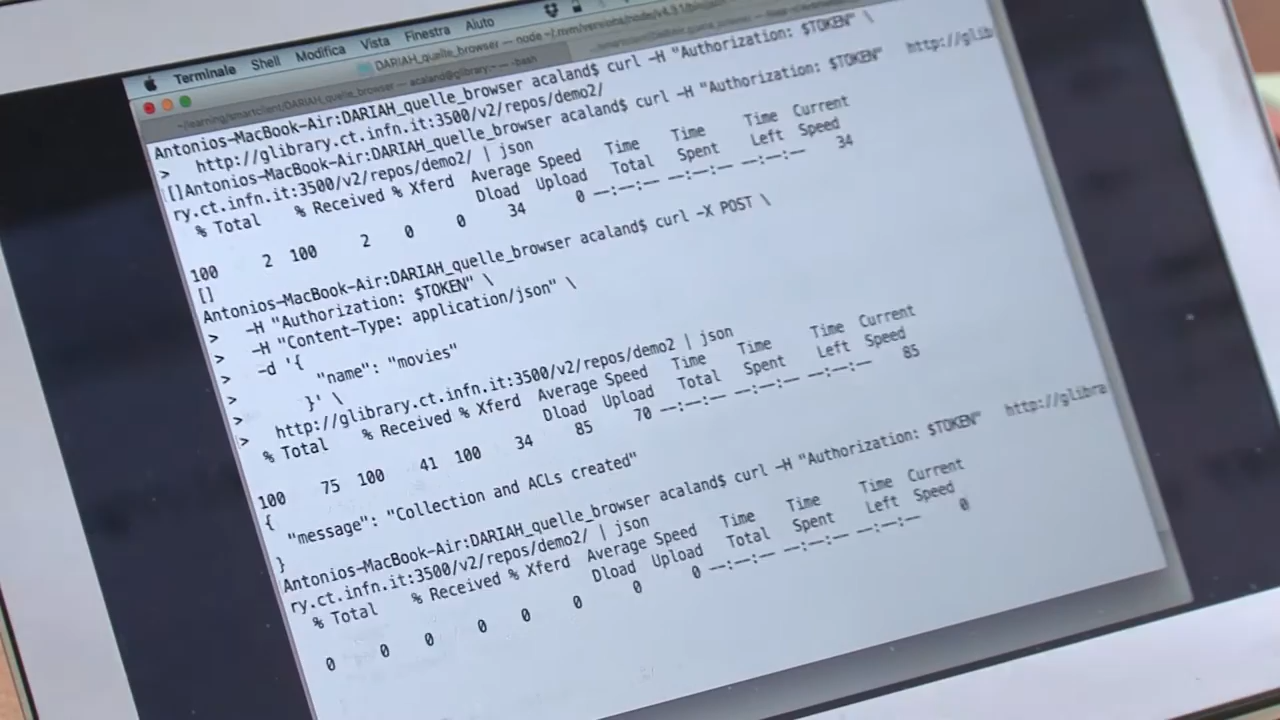 Terminale Shell Modifica Vista Finestra Aiuto
DARIAH_quelle_browser — node
~/learning/smartclient/DARIAH_quelle_browser — acaland@glibrary:~ — -bash
Antonios-MacBook-Air:DARIAH_quelle_browser acaland$ curl -H "Authorization: $TOKEN" \
> http://glibrary.ct.infn.it:3500/v2/repos/demo2/
[]Antonios-MacBook-Air:DARIAH_quelle_browser acaland$ curl -H "Authorization: $TOKEN" http://glib
ry.ct.infn.it:3500/v2/repos/demo2/ | json
% Total % Received % Xferd Average Speed Time Time Time Current
Dload Upload Total Spent Left Speed
100 2 100 2 0 0 34 0 --:--:-- --:--:-- --:--:-- 34
[]
Antonios-MacBook-Air:DARIAH_quelle_browser acaland$ curl -X POST \
> -H "Authorization: $TOKEN" \
> -H "Content-Type: application/json" \
> -d '{
> "name": "movies"
> }' \
> http://glibrary.ct.infn.it:3500/v2/repos/demo2 | json
% Total % Received % Xferd Average Speed Time Time Time Current
Dload Upload Total Spent Left Speed
100 75 100 41 100 34 85 70 --:--:-- --:--:-- --:--:-- 85
{
"message": "Collection and ACLs created"
}
Antonios-MacBook-Air:DARIAH_quelle_browser acaland$ curl -H "Authorization: $TOKEN" http://glibra
ry.ct.infn.it:3500/v2/repos/demo2/ | json
% Total % Received % Xferd Average Speed Time Time Time Current
Dload Upload Total Spent Left Speed
0 0 0 0 0 0 0 0 --:--:-- --:--:-- --:--:-- 0